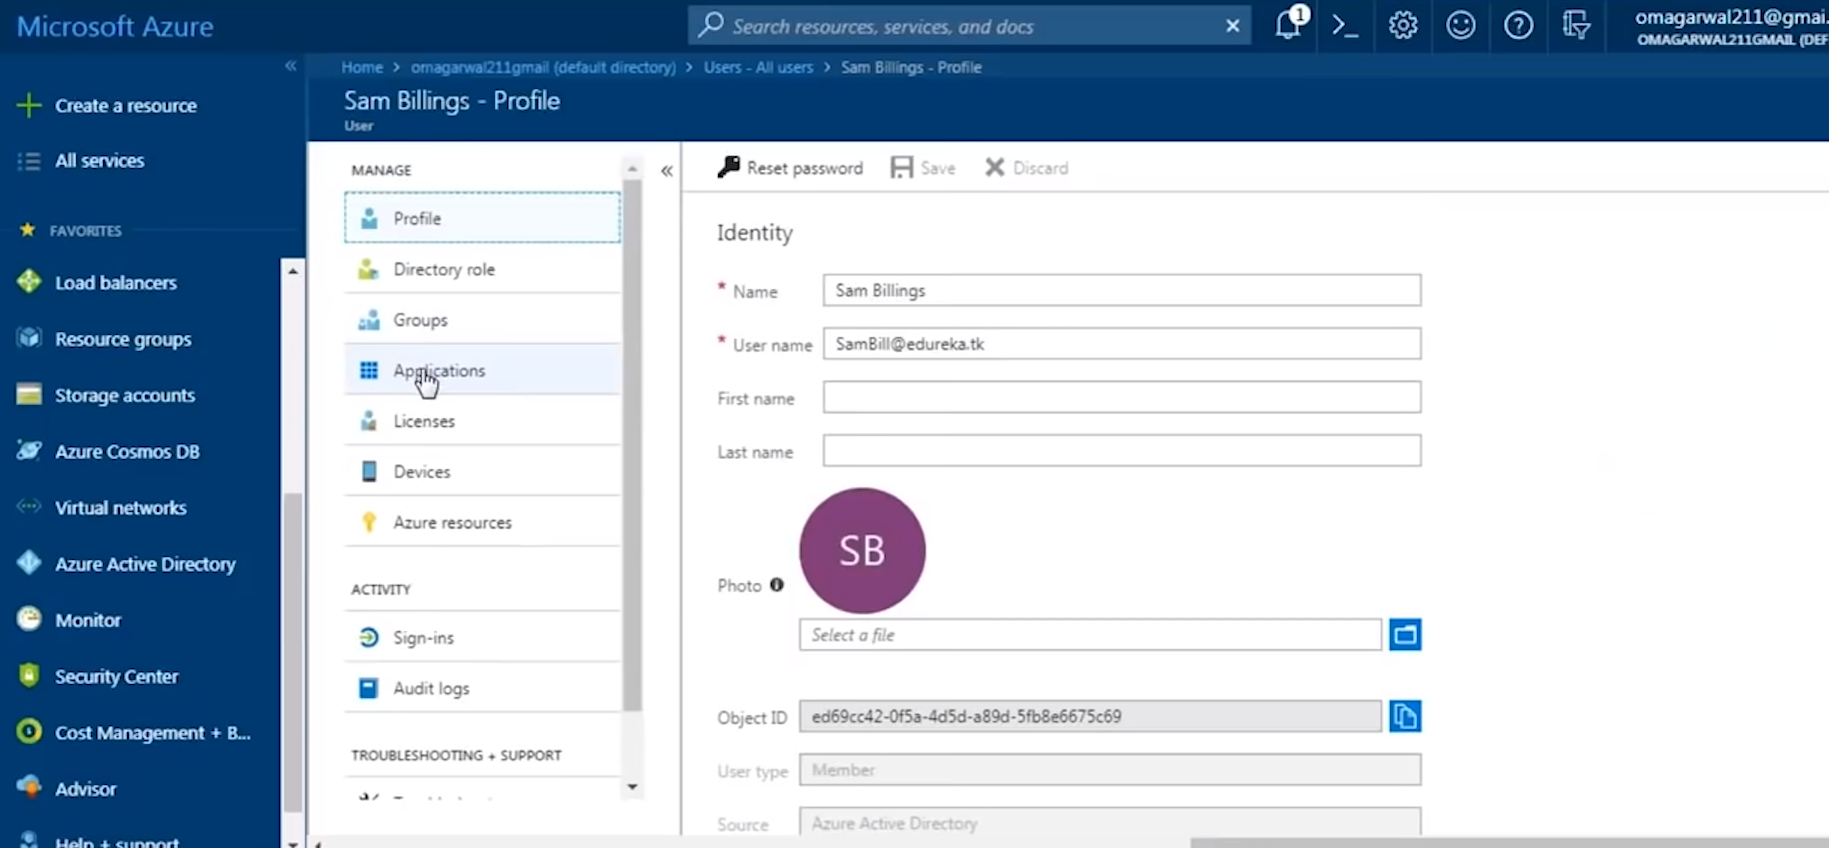 Microsoft Azure
Search resources, services, and docs
1
omagarwal211@gmai.
OMAGARWAL211GMAIL (DEF
Home > omagarwal211gmail (default directory) > Users - All users > Sam Billings - Profile
Sam Billings - Profile
User
Create a resource
All services
FAVORITES
Load balancers
Resource groups
Storage accounts
Azure Cosmos DB
Virtual networks
Azure Active Directory
Monitor
Security Center
Cost Management + B...
Advisor
Help + support
MANAGE
Profile
Directory role
Groups
Applications
Licenses
Devices
Azure resources
ACTIVITY
Sign-ins
Audit logs
TROUBLESHOOTING + SUPPORT
Reset password Save Discard
Identity
* Name Sam Billings
* User name SamBill@edureka.tk
First name
Last name
SB
Photo
Select a file
Object ID ed69cc42-0f5a-4d5d-a89d-5fb8e6675c69
User type Member
Source Azure Active Directory